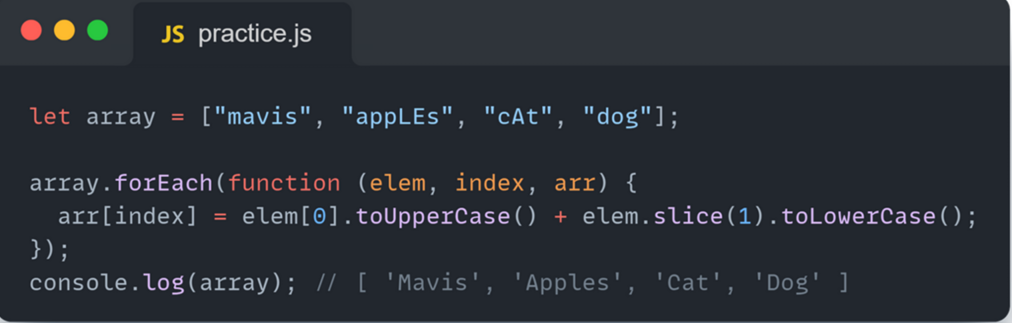 JS practice.js
let array = ["mavis", "appLEs", "cAt", "dog"];
array.forEach(function (elem, index, arr) {
  arr[index] = elem[0].toUpperCase() + elem.slice(1).toLowerCase();
});
console.log(array); // [ 'Mavis', 'Apples', 'Cat', 'Dog' ]